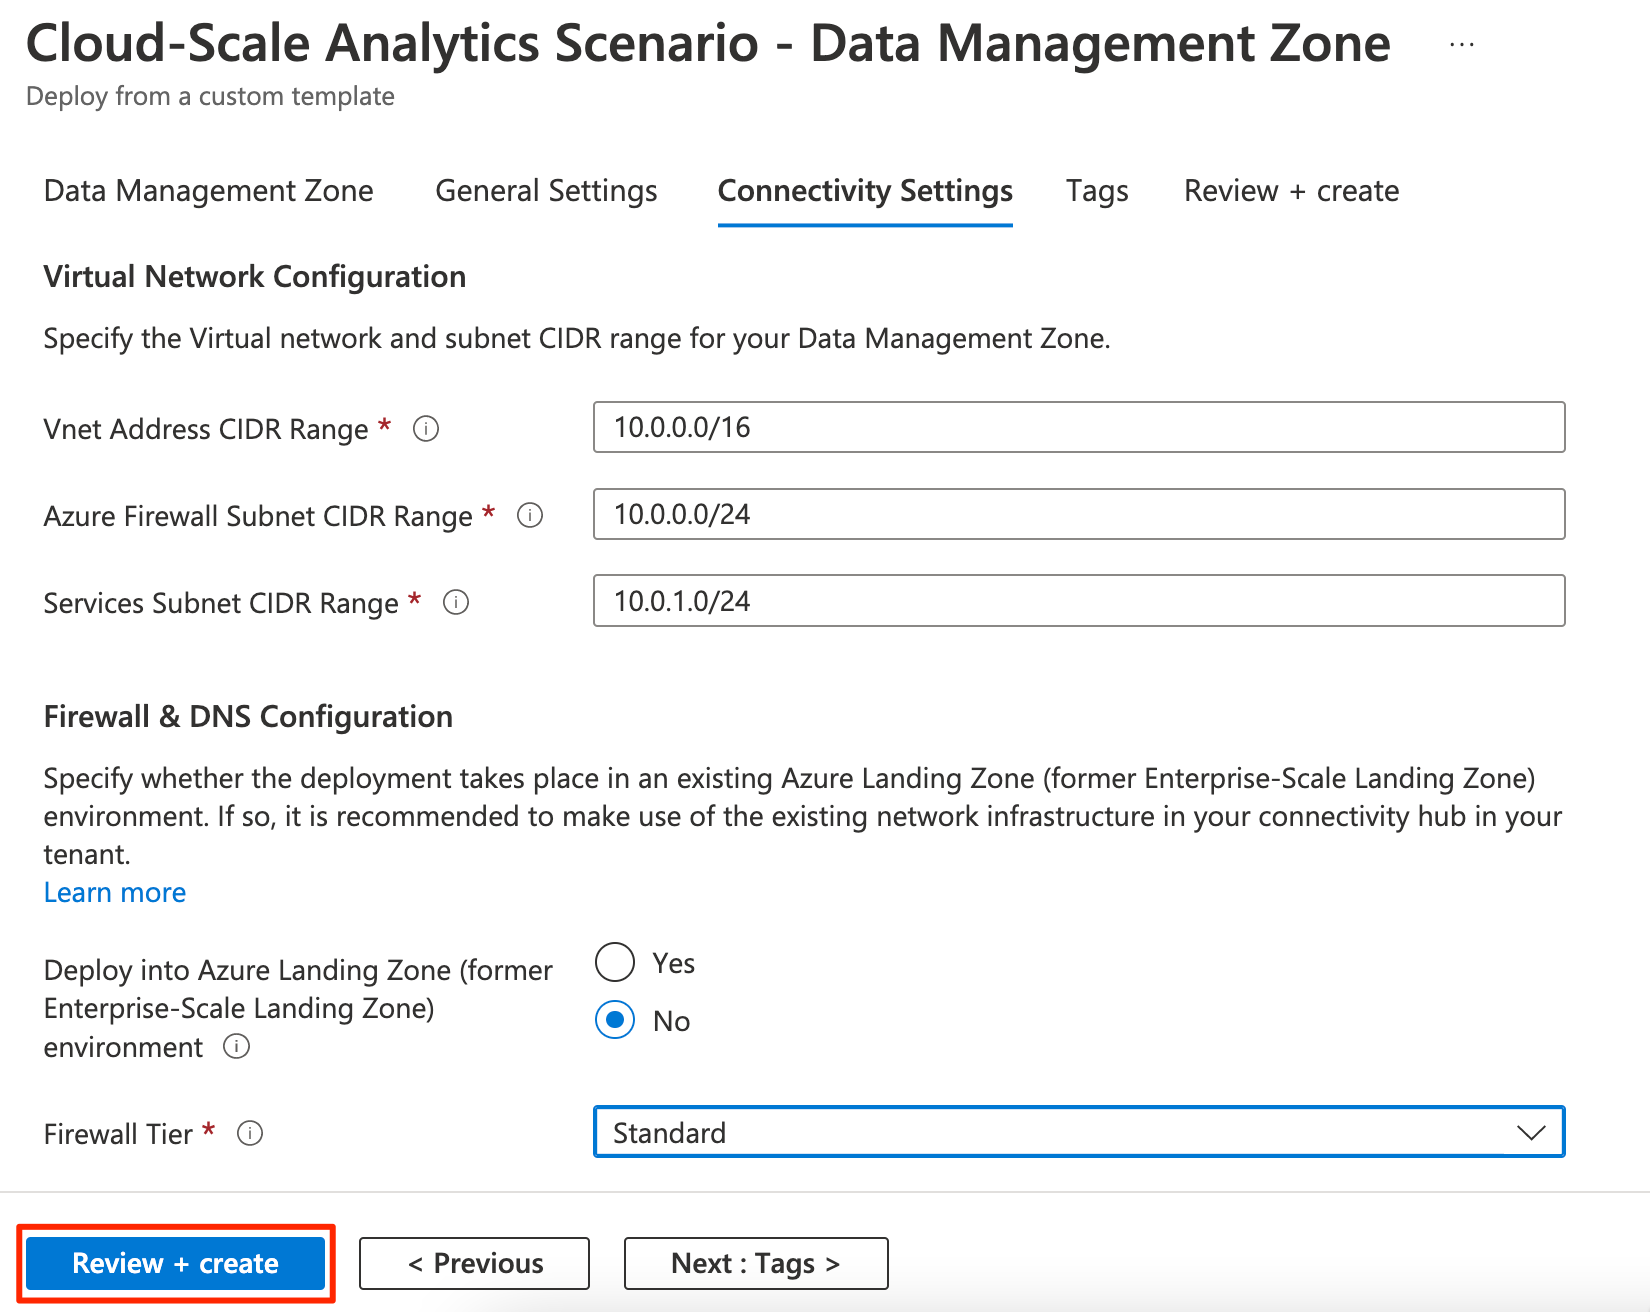 Cloud-Scale Analytics Scenario - Data Management Zone ...
Deploy from a custom template
Data Management Zone General Settings Connectivity Settings Tags Review + create
Virtual Network Configuration
Specify the Virtual network and subnet CIDR range for your Data Management Zone.
Vnet Address CIDR Range * 10.0.0.0/16
Azure Firewall Subnet CIDR Range * 10.0.0.0/24
Services Subnet CIDR Range * 10.0.1.0/24
Firewall & DNS Configuration
Specify whether the deployment takes place in an existing Azure Landing Zone (former Enterprise-Scale Landing Zone)
environment. If so, it is recommended to make use of the existing network infrastructure in your connectivity hub in your
tenant.
Learn more
Deploy into Azure Landing Zone (former
Enterprise-Scale Landing Zone)
environment
Yes
No
Firewall Tier * Standard
Review + create < Previous Next : Tags >